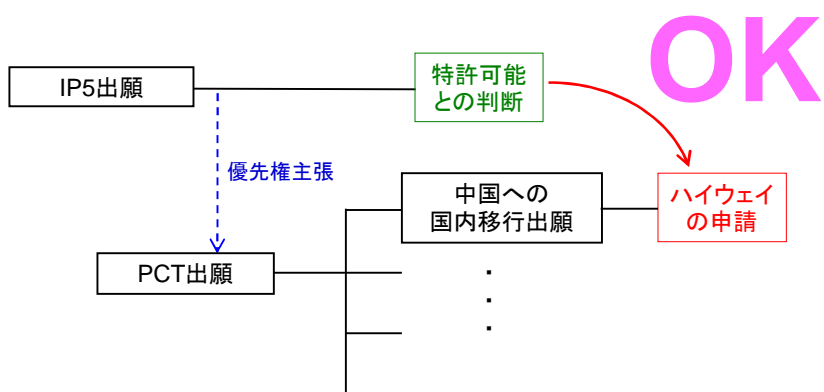 OK
IP5出願
特許可能
との判断
優先権主張
中国への
国内移行出願
ハイウェイ
の申請
PCT出願